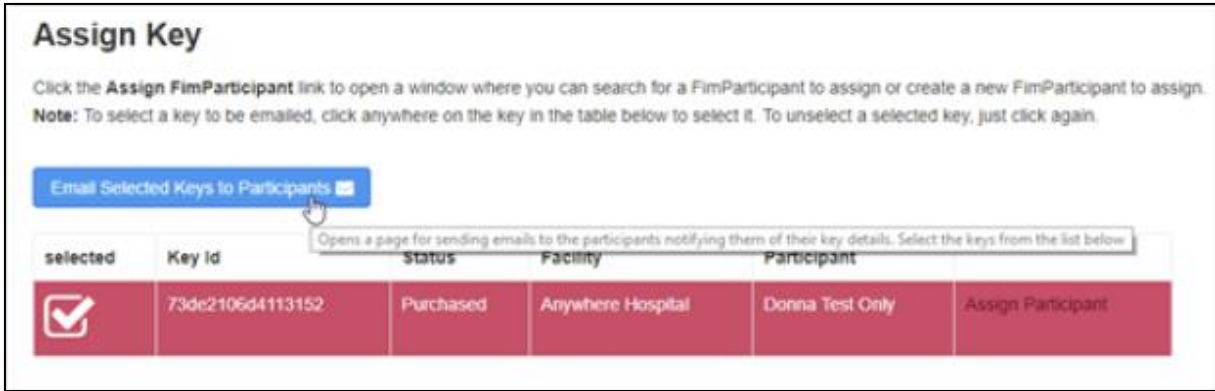 Assign Key
Click the Assign FimParticipant link to open a window where you can search for a FimParticipant to assign or create a new FimParticipant to assign.
Note: To select a key to be emailed, click anywhere on the key in the table below to select it. To unselect a selected key, just click again.
Email Selected Keys to Participants
Opens a page for sending emails to the participants notifying them of their key details. Select the keys from the list below
selected Key Id Status Facility Participant
73de2106d4113152 Purchased Anywhere Hospital Donna Test Only Assign Participant